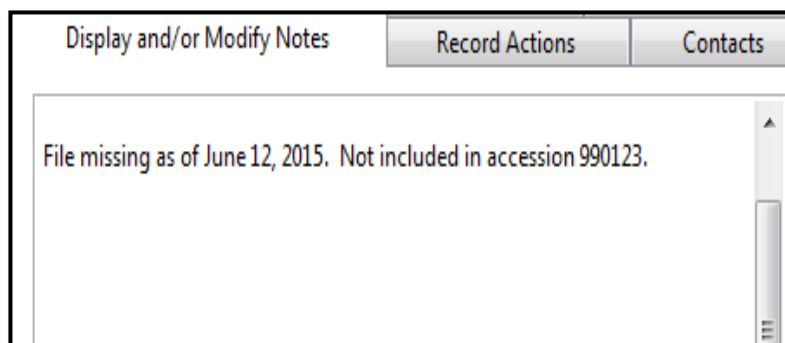 Display and/or Modify Notes
Record Actions
Contacts
File missing as of June 12, 2015.  Not included in accession 990123.